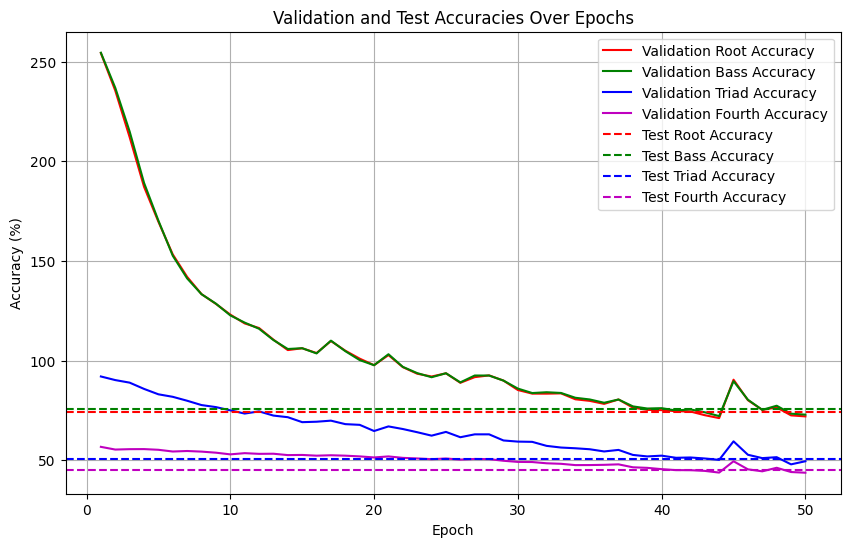 Validation and Test Accuracies Over Epochs
Validation Root Accuracy
Validation Bass Accuracy
Validation Triad Accuracy
Validation Fourth Accuracy
Test Root Accuracy
Test Bass Accuracy
Test Triad Accuracy
Test Fourth Accuracy
Accuracy (%)
250
200
150
100
50
0 10 20 30 40 50
Epoch